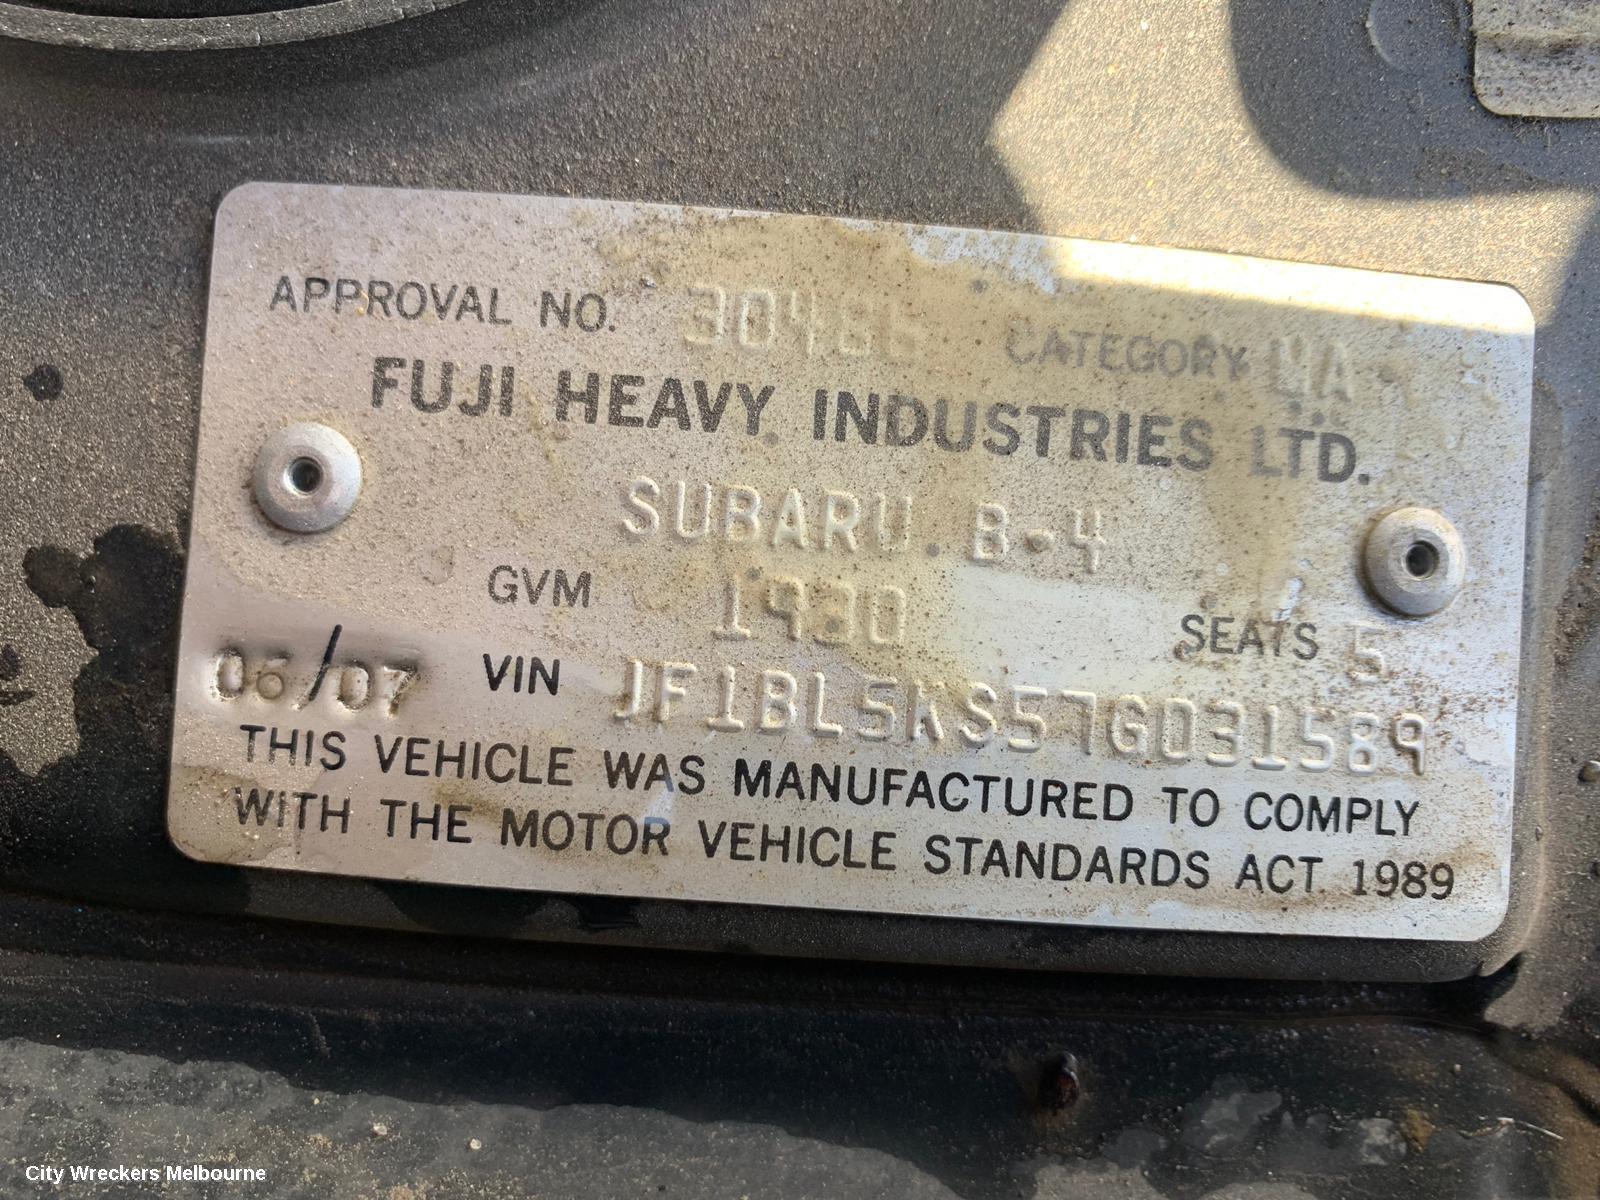 APPROVAL NO. 30466 CATEGORY MA
FUJI HEAVY INDUSTRIES LTD.
SUBARU B-4
GVM 1930 SEATS 5
06/07 VIN JF1BL5KS57G031589
THIS VEHICLE WAS MANUFACTURED TO COMPLY
WITH THE MOTOR VEHICLE STANDARDS ACT 1989
City Wreckers Melbourne